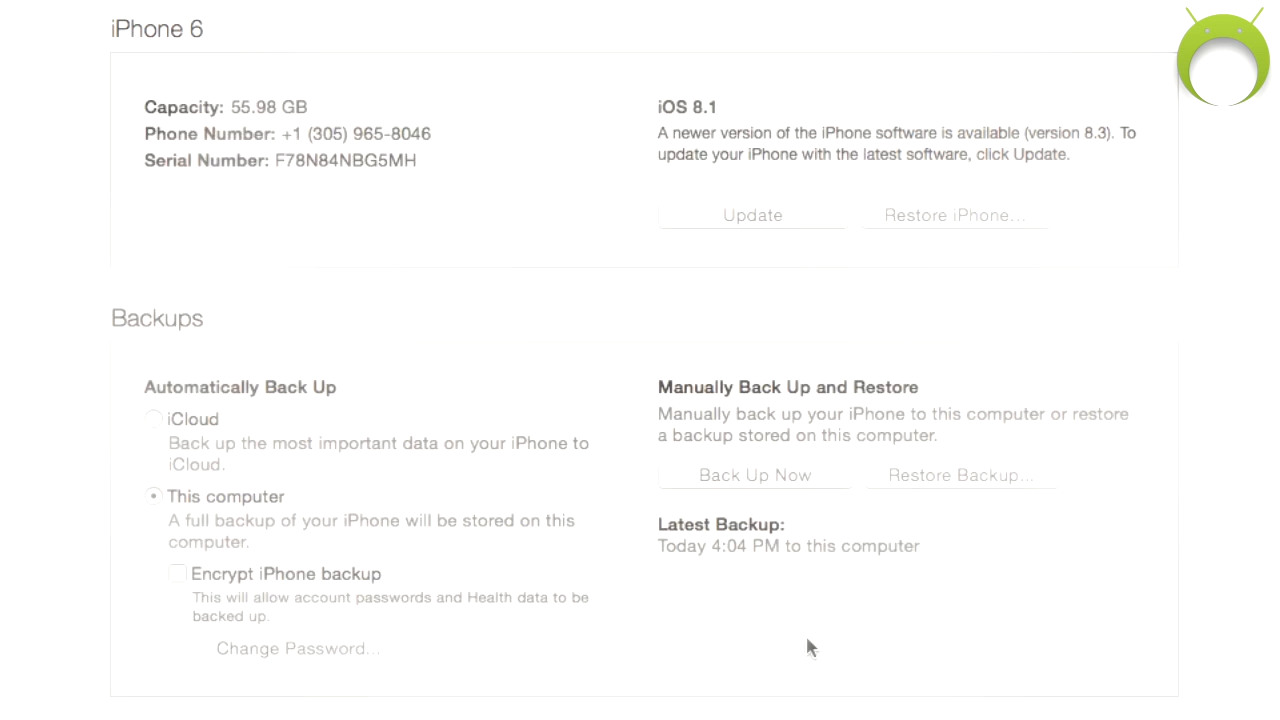 iPhone 6
Capacity: 55.98 GB
Phone Number: +1 (305) 965-8046
Serial Number: F78N84NBG5MH
iOS 8.1
A newer version of the iPhone software is available (version 8.3). To
update your iPhone with the latest software, click Update.
Update
Restore iPhone...
Backups
Automatically Back Up
iCloud
Back up the most important data on your iPhone to
iCloud.
This computer
A full backup of your iPhone will be stored on this
computer.
Encrypt iPhone backup
This will allow account passwords and Health data to be
backed up.
Change Password...
Manually Back Up and Restore
Manually back up your iPhone to this computer or restore
a backup stored on this computer.
Back Up Now
Restore Backup...
Latest Backup:
Today 4:04 PM to this computer